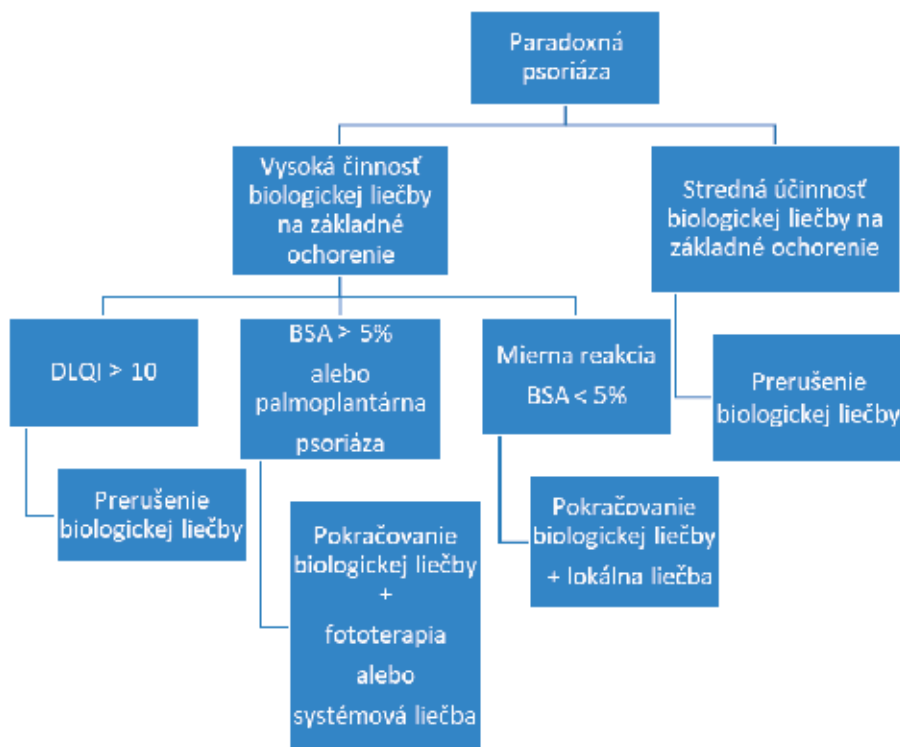 Paradoxná
psoriáza
Vysoká činnosť
biologickej liečby
na základné
ochorenie
Stredná účinnosť
biologickej liečby na
základné ochorenie
DLQI > 10
BSA > 5%
alebo
palmoplantárna
psoriáza
Mierna reakcia
BSA < 5%
Prerušenie
biologickej liečby
Prerušenie
biologickej liečby
Pokračovanie
biologickej liečby
+
fototerapia
alebo
systémová liečba
Pokračovanie
biologickej liečby
+ lokálna liečba